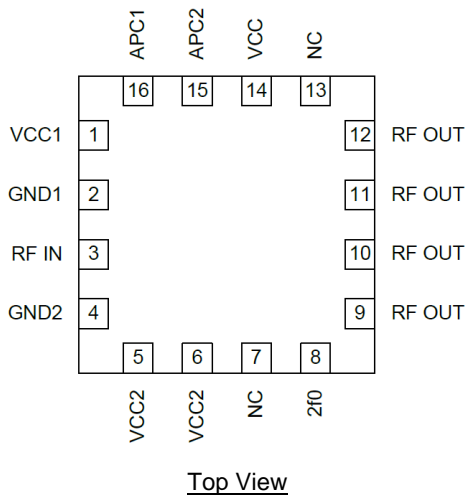 APC1 APC2 VCC NC
16 15 14 13
VCC1 1 12 RF OUT
GND1 2 11 RF OUT
RF IN 3 10 RF OUT
GND2 4 9 RF OUT
5 6 7 8
VCC2 VCC2 NC 2f0
Top View